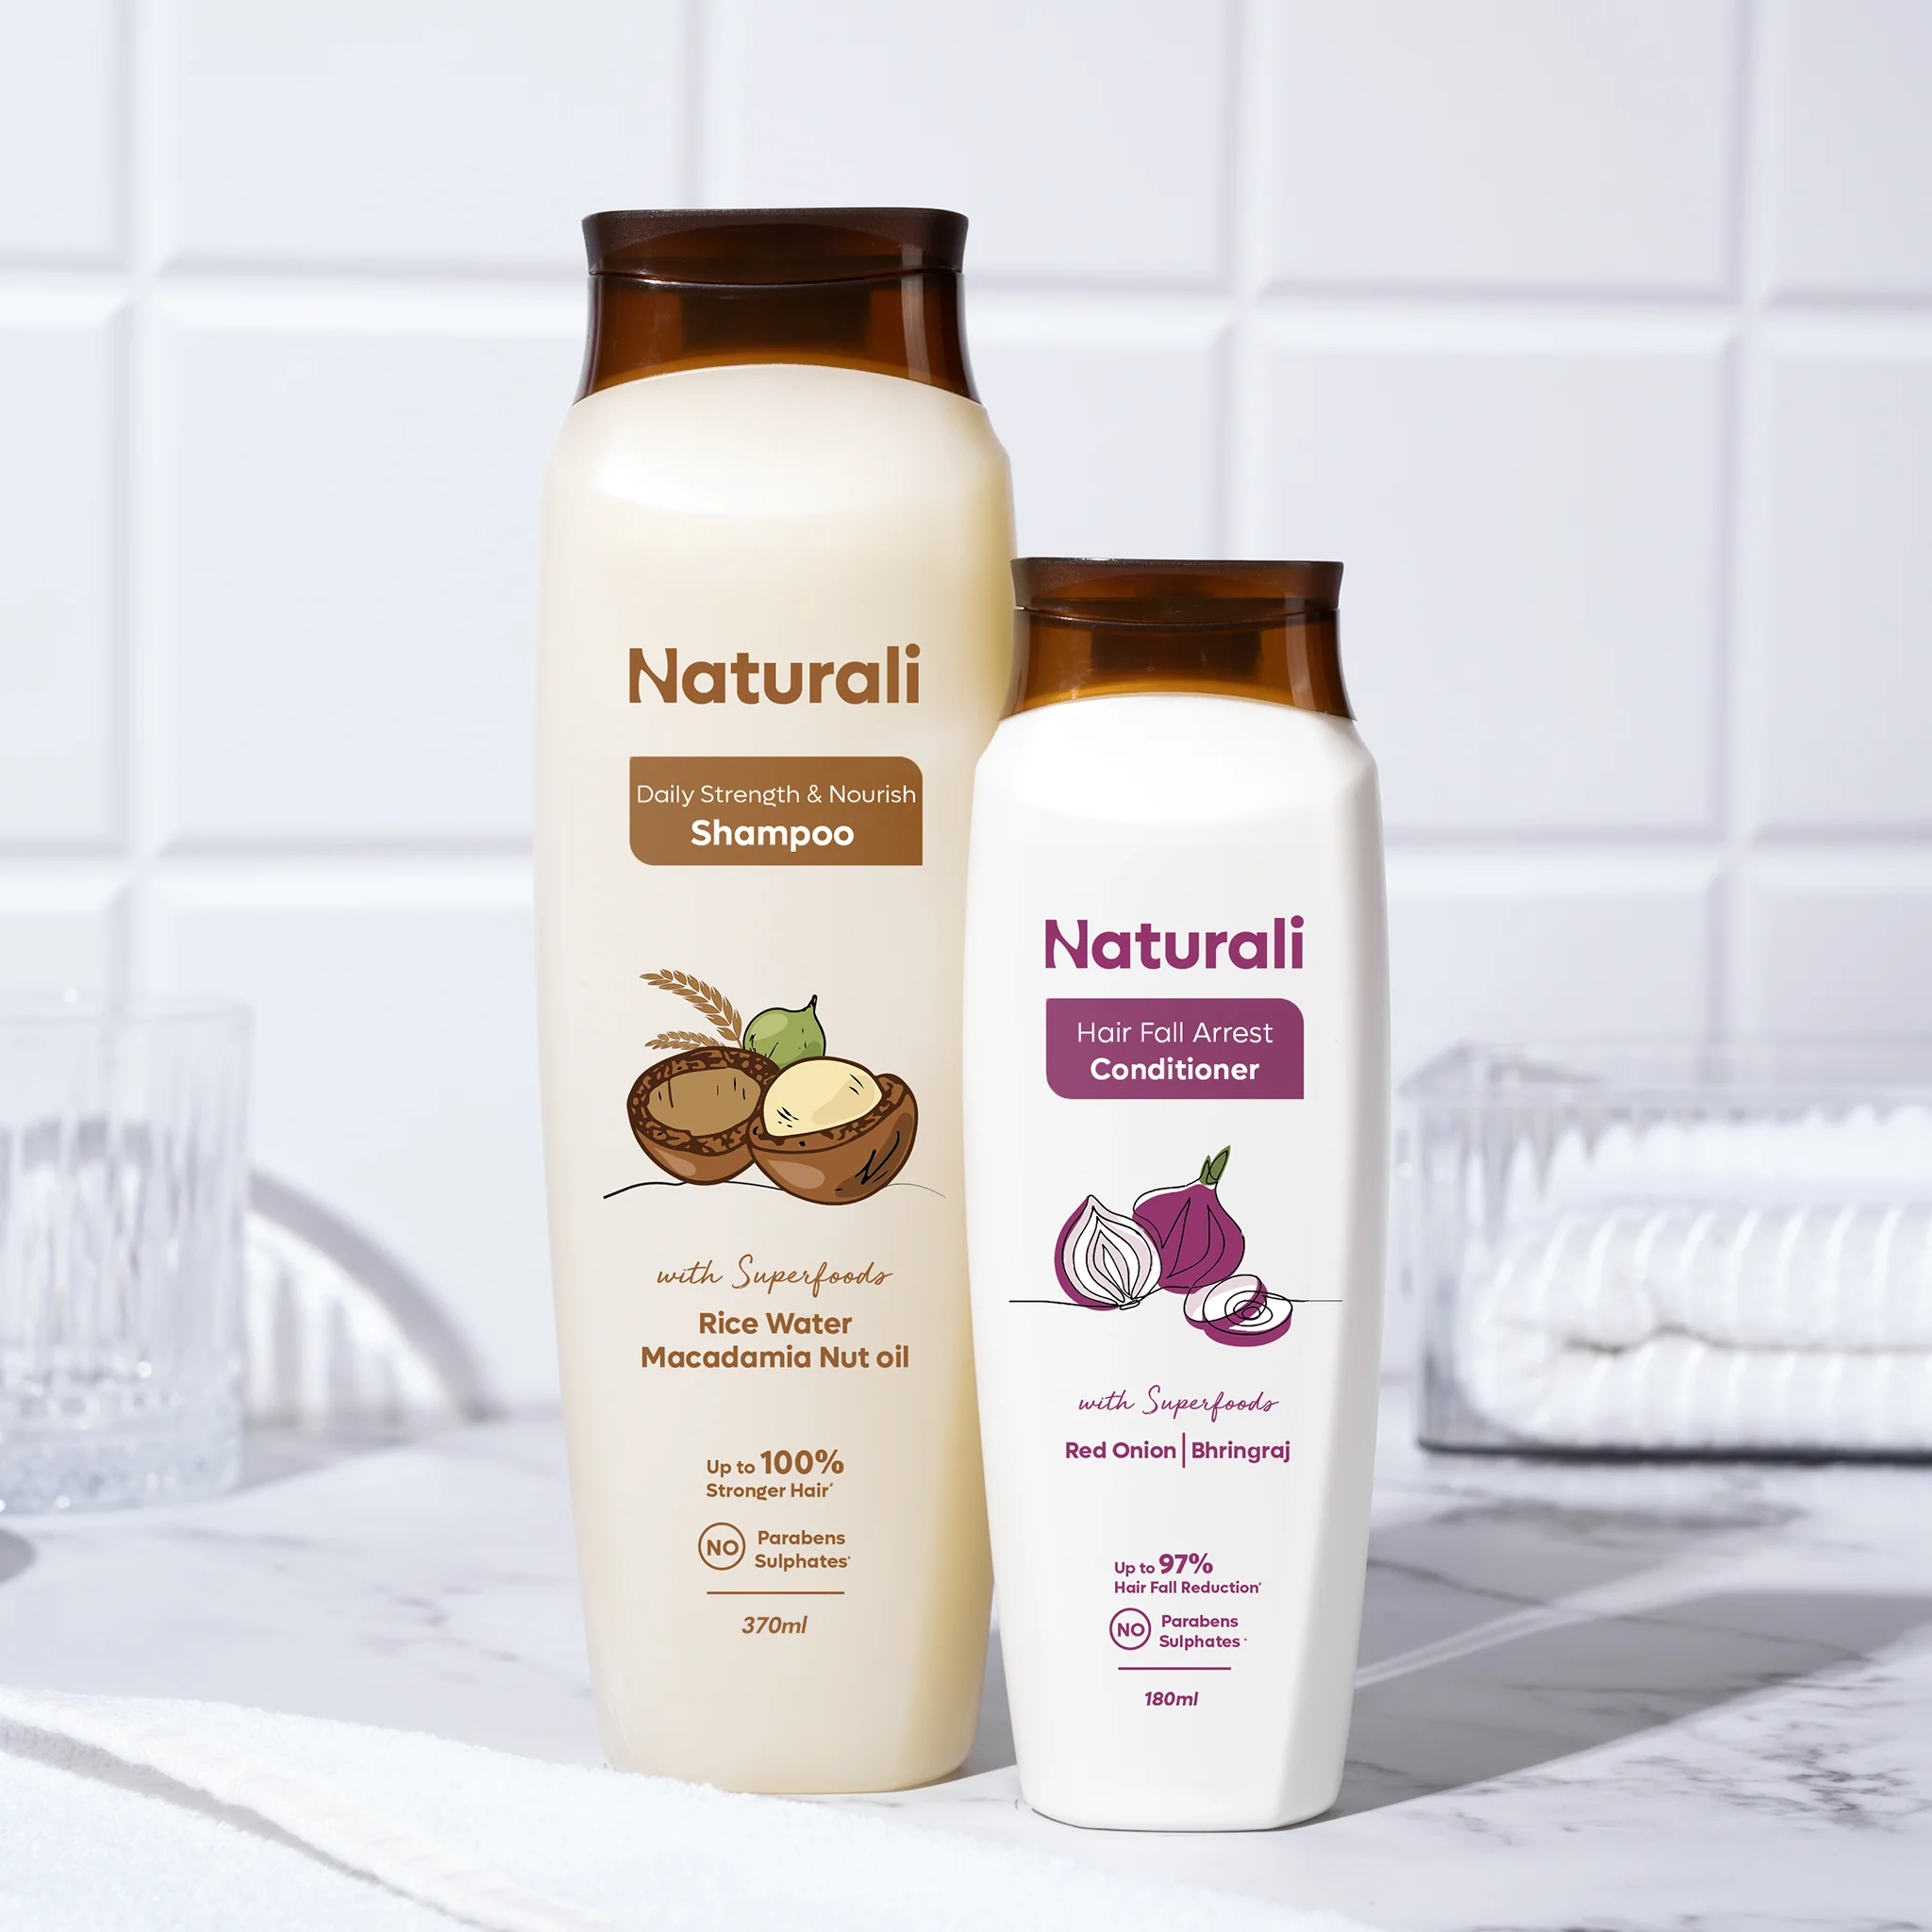 Naturali
Daily Strength & Nourish
Shampoo
with Superfoods
Rice Water
Macadamia Nut oil
Up to 100%
Stronger Hair*
NO Parabens
Sulphates*
370ml
Naturali
Hair Fall Arrest
Conditioner
with Superfoods
Red Onion | Bhringraj
Up to 97%
Hair Fall Reduction*
NO Parabens
Sulphates*
180ml